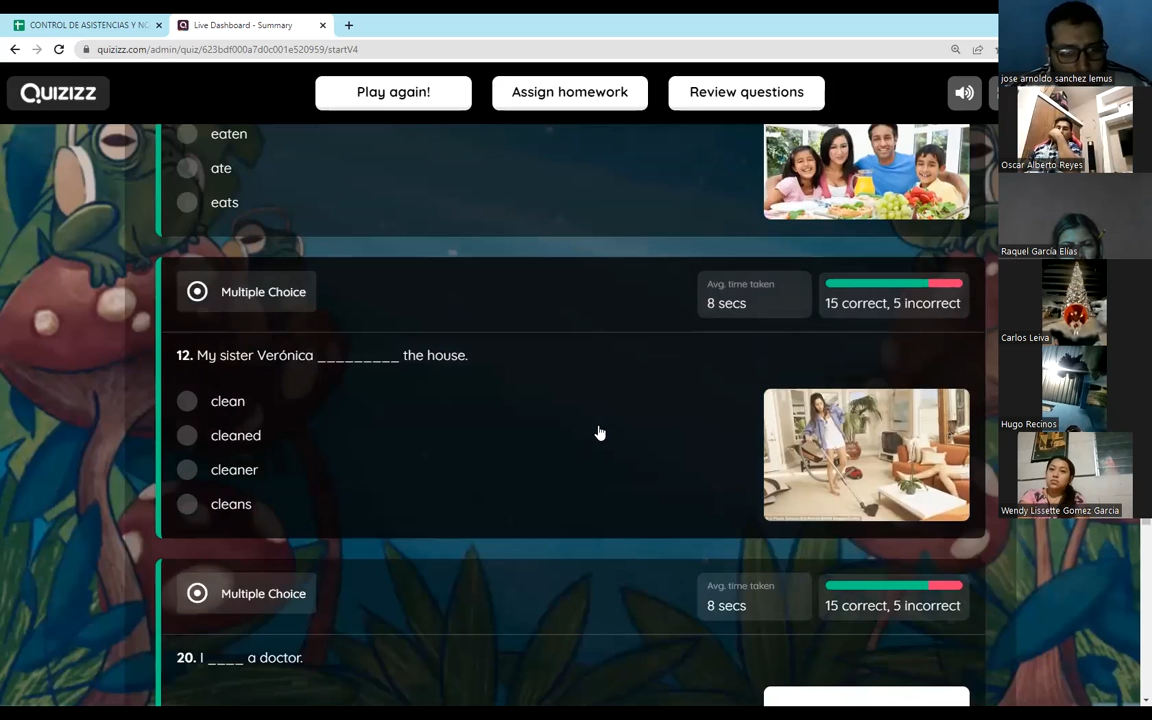 CONTROL DE ASISTENCIAS Y NO
Live Dashboard - Summary
quizizz.com/admin/quiz/623bdf000a7d0c001e520959/startV4
QUIZIZZ
Play again!
Assign homework
Review questions
eaten
ate
eats
Multiple Choice
Avg. time taken
8 secs
15 correct, 5 incorrect
12. My sister Verónica _________ the house.
clean
cleaned
cleaner
cleans
Multiple Choice
Avg. time taken
8 secs
15 correct, 5 incorrect
20. I ____ a doctor.
jose arnoldo sanchez lemus
Oscar Alberto Reyes
Raquel García Elías
Carlos Leiva
Hugo Recinos
Wendy Lissette Gomez Garcia